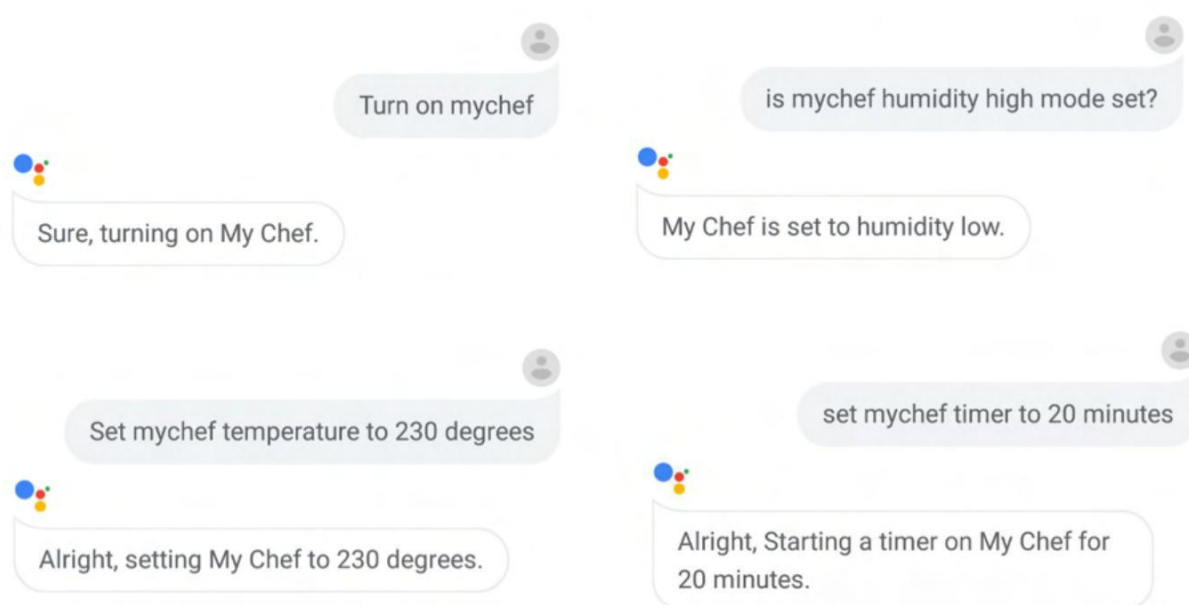 Turn on mychef
Sure, turning on My Chef.
is mychef humidity high mode set?
My Chef is set to humidity low.
Set mychef temperature to 230 degrees
Alright, setting My Chef to 230 degrees.
set mychef timer to 20 minutes
Alright, Starting a timer on My Chef for
20 minutes.